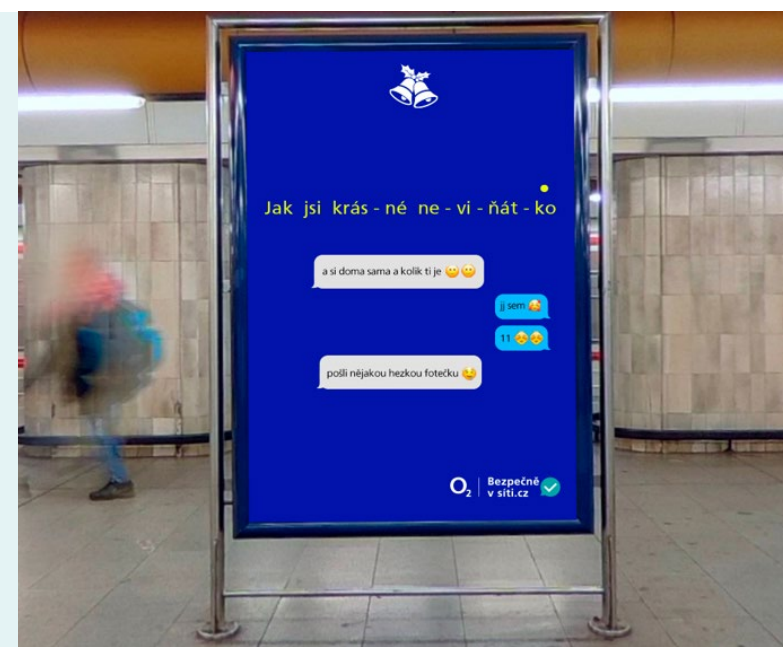 Jak jsi krás - né ne - vi - ňát - ko
a si doma sama a kolik ti je 🙂🙂
jj sem 🥰
11 🥺🥺
pošli nějakou hezkou fotečku 😉
O₂ | Bezpečně
v síti.cz